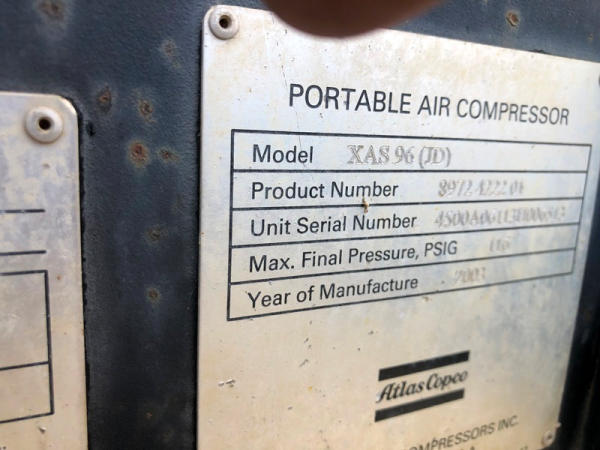 PORTABLE AIR COMPRESSOR
Model XAS 96 (JD)
Product Number
Unit Serial Number
Max. Final Pressure, PSIG
Year of Manufacture 2003
Atlas Copco
COMPRESSORS INC.